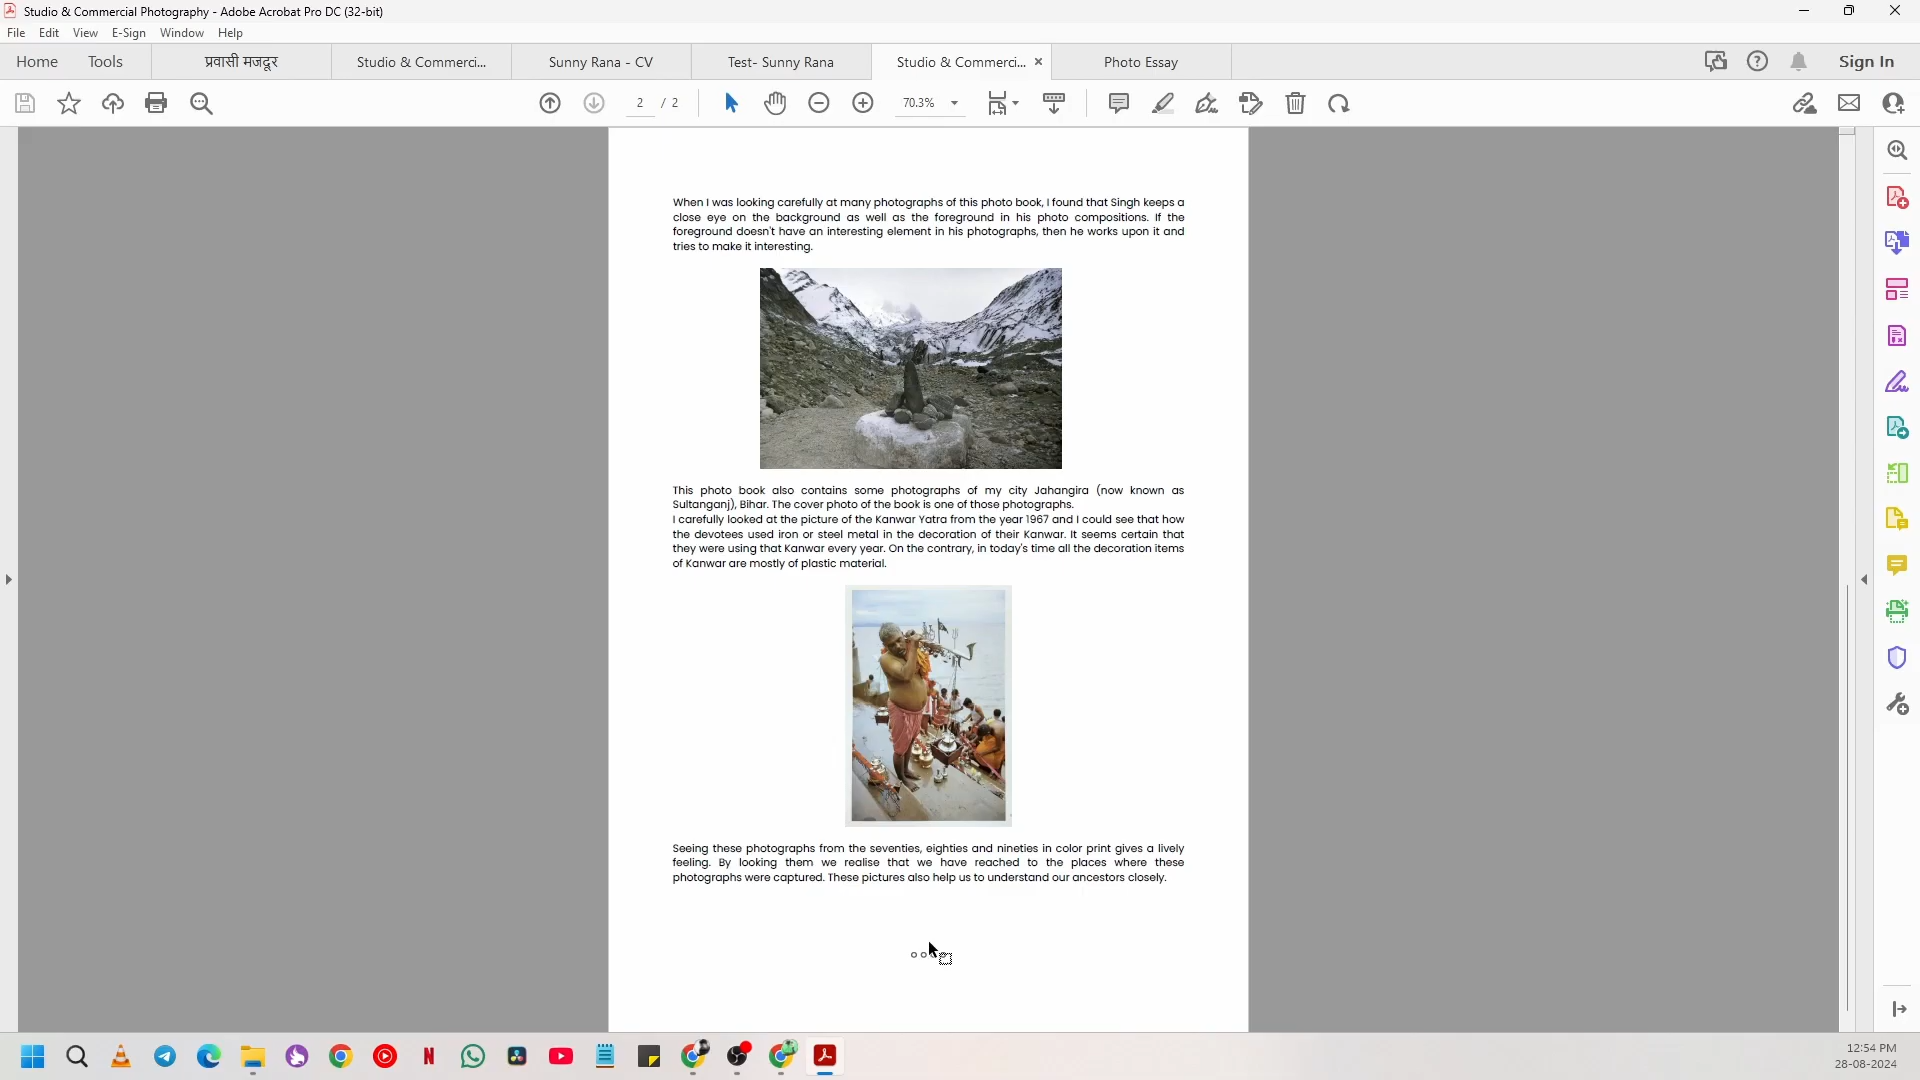 Studio & Commercial Photography - Adobe Acrobat Pro DC (32-bit)
File Edit View E-Sign Window Help
Home Tools प्रवासी मजदूर Studio & Commerci... Sunny Rana - CV Test- Sunny Rana Studio & Commerci... × Photo Essay Sign In
2 / 2 70.3%
When I was looking carefully at many photographs of this photo book, I found that Singh keeps a
close eye on the background as well as the foreground in his photo compositions. If the
foreground doesn't have an interesting element in his photographs, then he works upon it and
tries to make it interesting.
This photo book also contains some photographs of my city Jahangira (now known as
Sultanganj), Bihar. The cover photo of the book is one of those photographs.
I carefully looked at the picture of the Kanwar Yatra from the year 1967 and I could see that how
the devotees used iron or steel metal in the decoration of their Kanwar. It seems certain that
they were using that Kanwar every year. On the contrary, in today's time all the decoration items
of Kanwar are mostly of plastic material.
Seeing these photographs from the seventies, eighties and nineties in color print gives a lively
feeling. By looking them we realise that we have reached to the places where these
photographs were captured. These pictures also help us to understand our ancestors closely.
12:54 PM
28-08-2024